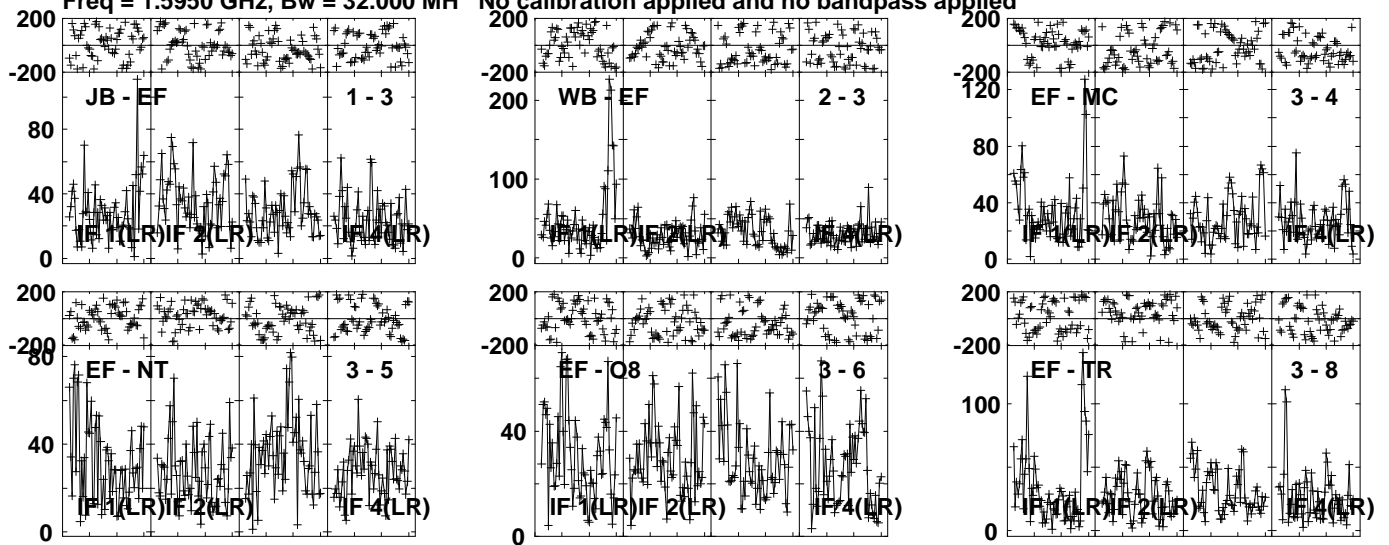 Freq = 1.5950 GHz, Bw = 32.000 MH No calibration applied and no bandpass applied
200
-200
JB - EF 1 - 3
80
40
0
IF 1(LR) IF 2(LR) IF 4(LR)
200
-200
WB - EF 2 - 3
200
100
0
IF 1(LR) IF 2(LR) IF 4(LR)
200
-200
EF - MC 3 - 4
120
80
40
0
IF 1(LR) IF 2(LR) IF 4(LR)
200
-200
EF - NT 3 - 5
80
40
0
IF 1(LR) IF 2(LR) IF 4(LR)
200
-200
EF - O8 3 - 6
40
0
IF 1(LR) IF 2(LR) IF 4(LR)
200
-200
EF - TR 3 - 8
100
0
IF 1(LR) IF 2(LR) IF 4(LR)